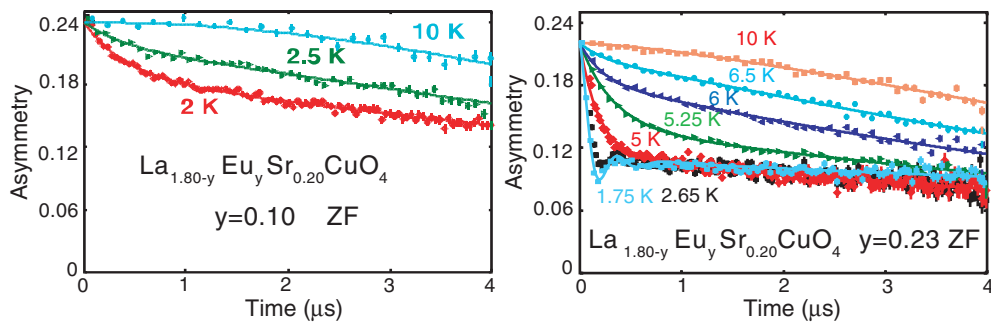 0.24
0.18
0.12
0.06
0
Asymmetry
10 K
2.5 K
2 K
La1.80-y EuySr0.20CuO4
y=0.10 ZF
0 1 2 3 4
Time (μs)
0.24
0.18
0.12
0.06
0
Asymmetry
10 K
6.5 K
6 K
5.25 K
5 K
1.75 K 2.65 K
La1.80-y EuySr0.20CuO4 y=0.23 ZF
0 1 2 3 4
Time (μs)